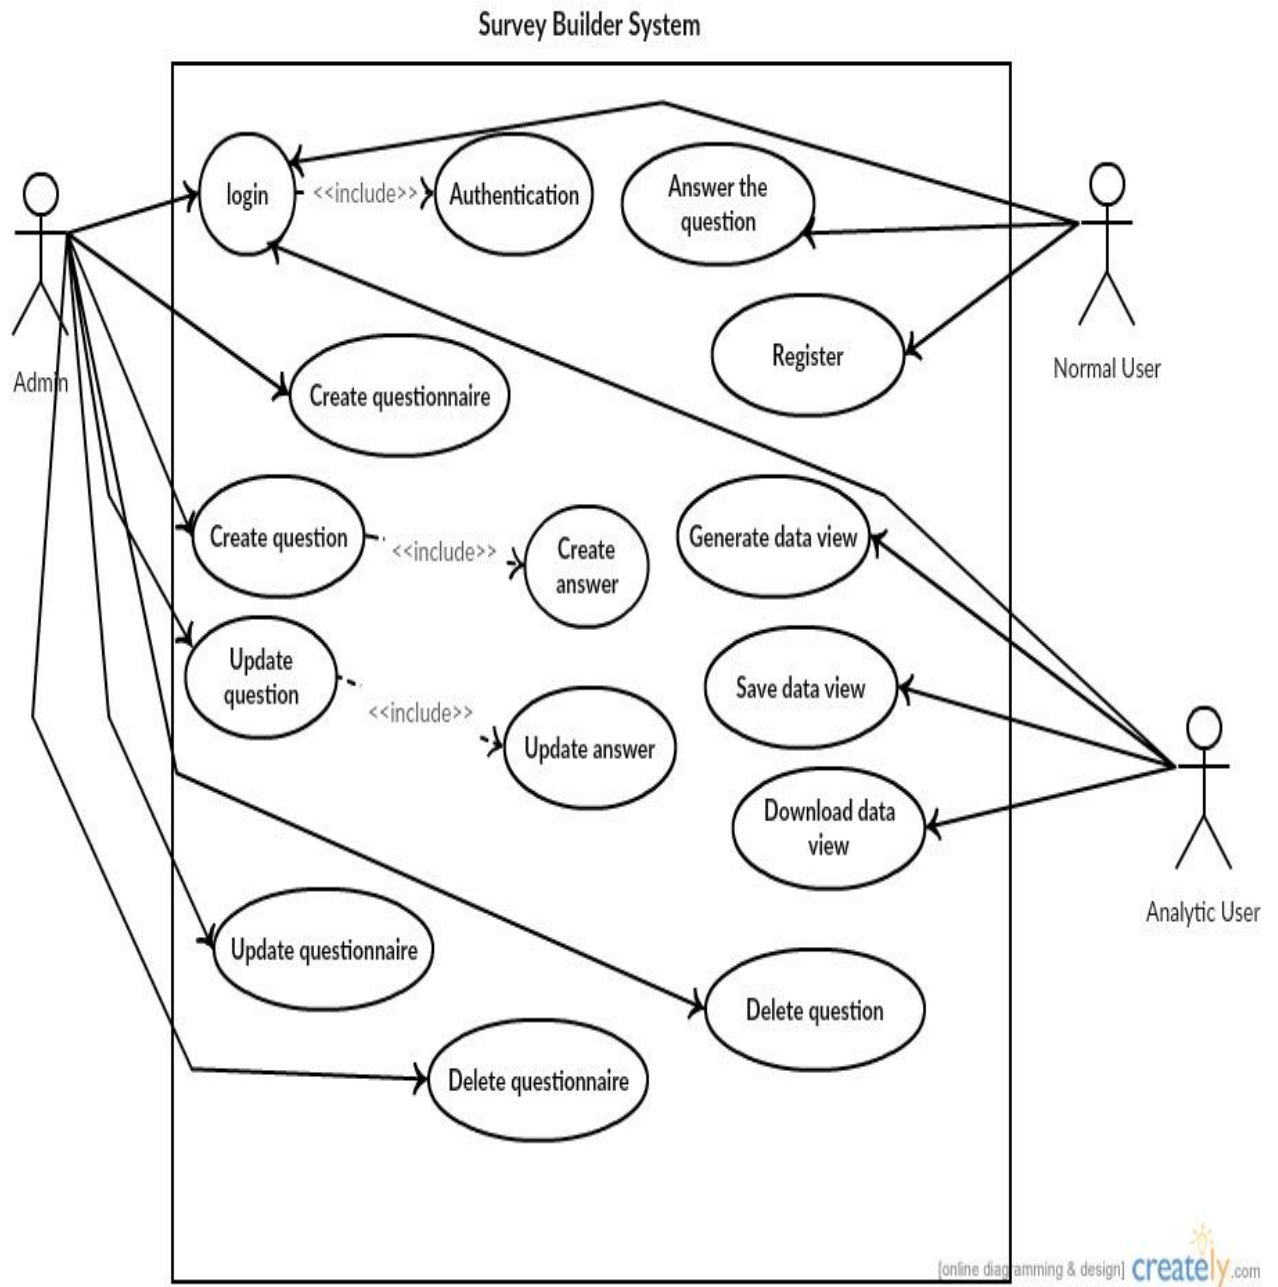 Survey Builder System
login
<<include>>
Authentication
Answer the
question
Register
Normal User
Admin
Create questionnaire
Create question
<<include>>
Create
answer
Generate data view
Update
question
<<include>>
Update answer
Save data view
Download data
view
Analytic User
Update questionnaire
Delete question
Delete questionnaire
[online diagramming & design] creately.com